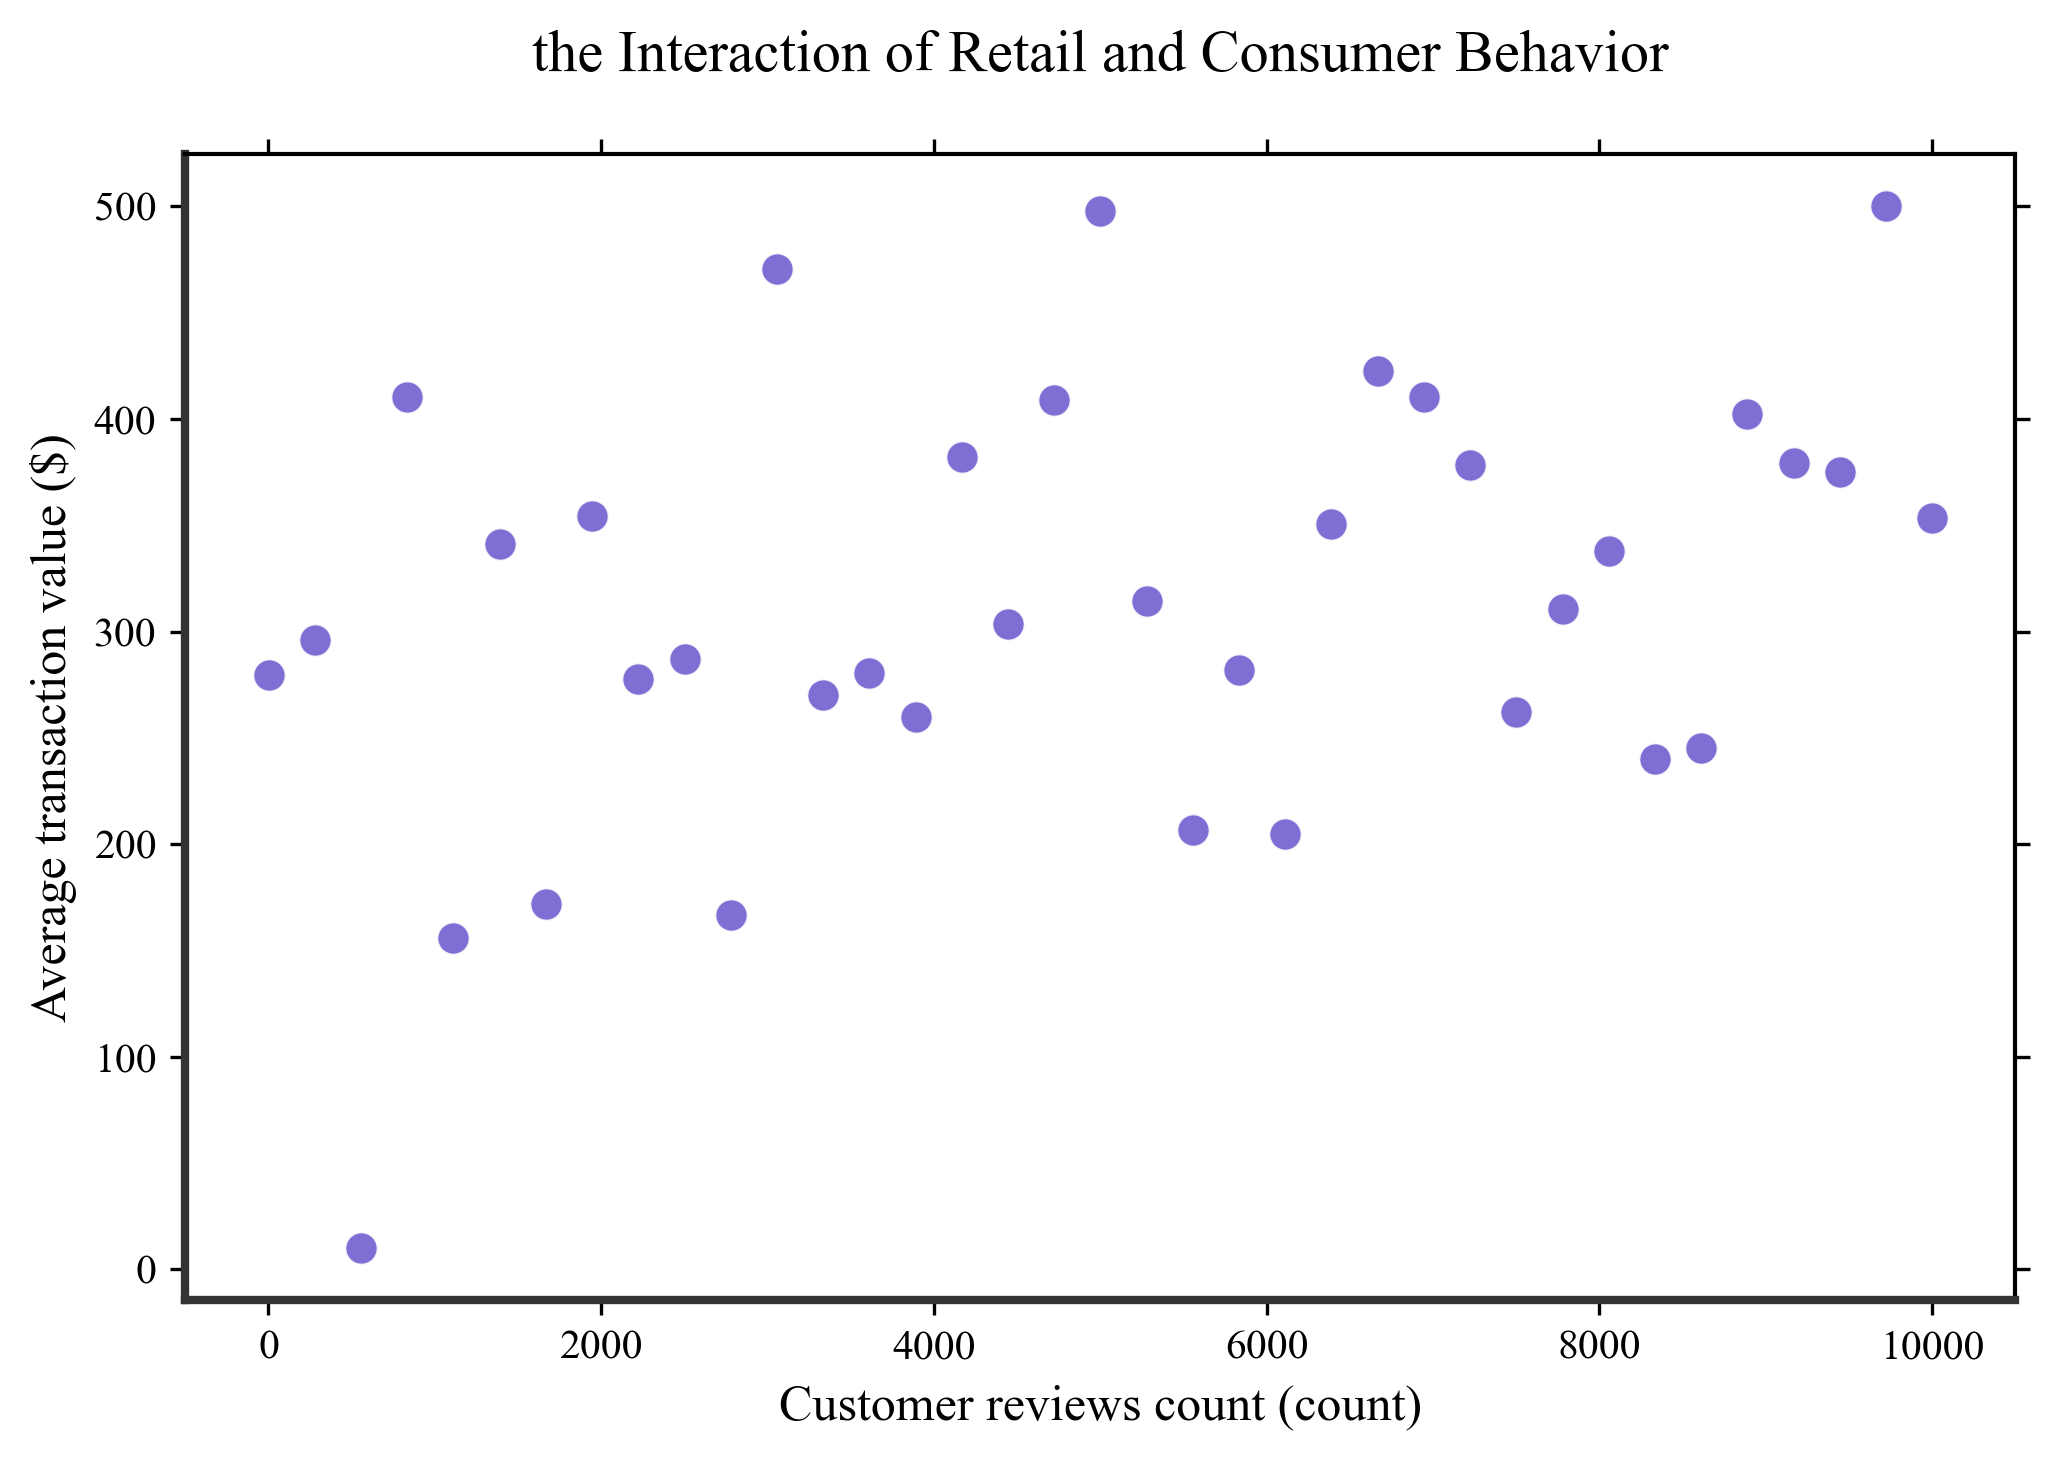 the Interaction of Retail and Consumer Behavior
500
400
300
200
100
0
Average transaction value ($)
0 2000 4000 6000 8000 10000
Customer reviews count (count)